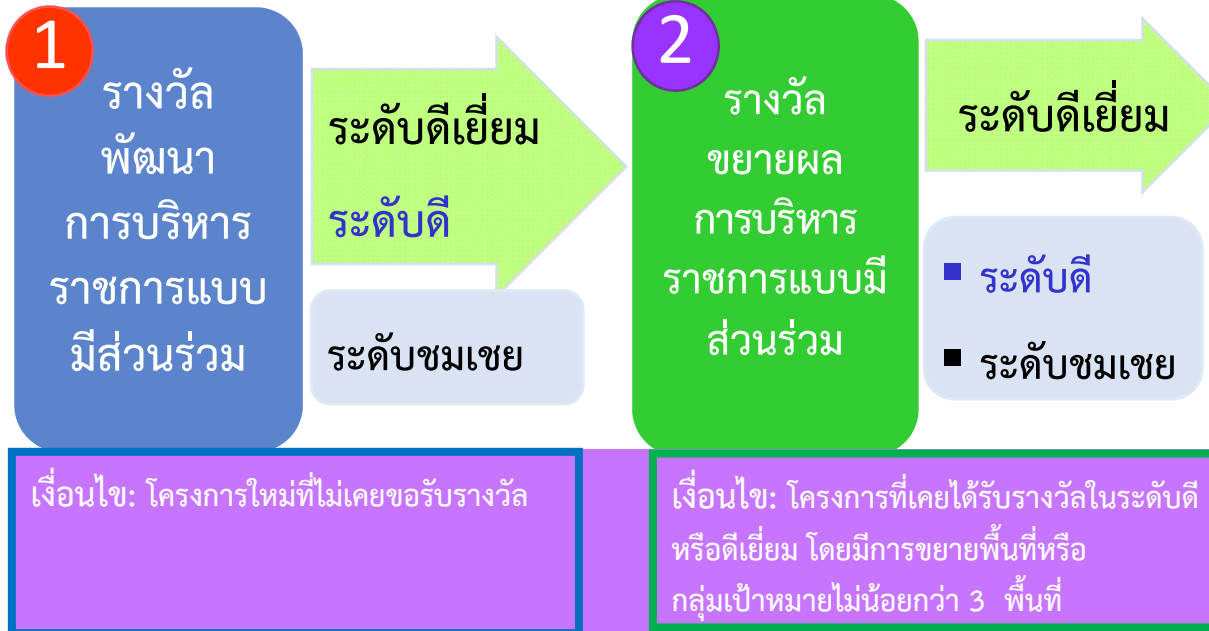 1
รางวัล
พัฒนา
การบริหาร
ราชการแบบ
มีส่วนร่วม
ระดับดีเยี่ยม
ระดับดี
ระดับชมเชย
เงื่อนไข: โครงการใหม่ที่ไม่เคยขอรับรางวัล
2
รางวัล
ขยายผล
การบริหาร
ราชการแบบมี
ส่วนร่วม
ระดับดีเยี่ยม
▪ ระดับดี
▪ ระดับชมเชย
เงื่อนไข: โครงการที่เคยได้รับรางวัลในระดับดี
หรือดีเยี่ยม โดยมีการขยายพื้นที่หรือ
กลุ่มเป้าหมายไม่น้อยกว่า 3 พื้นที่